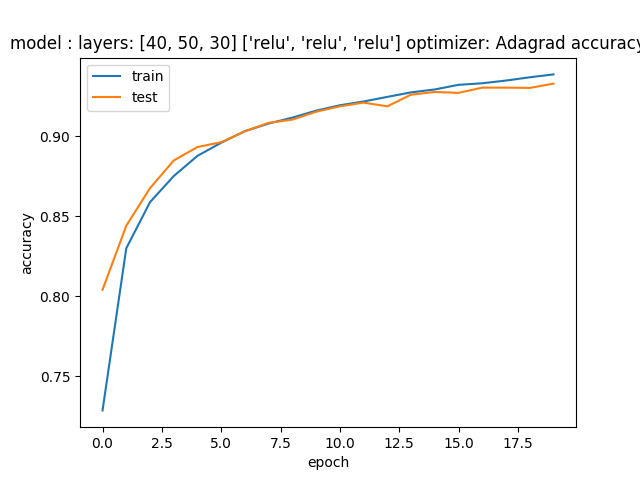 model : layers: [40, 50, 30] ['relu', 'relu', 'relu'] optimizer: Adagrad accuracy
train
test
0.90
0.85
0.80
0.75
accuracy
0.0 2.5 5.0 7.5 10.0 12.5 15.0 17.5
epoch